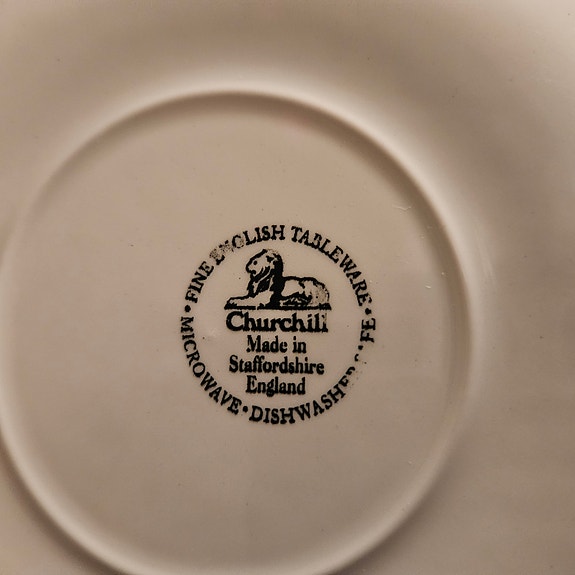 • FINE ENGLISH TABLEWARE •
Churchill
Made in
Staffordshire
England
MICROWAVE • DISHWASHER